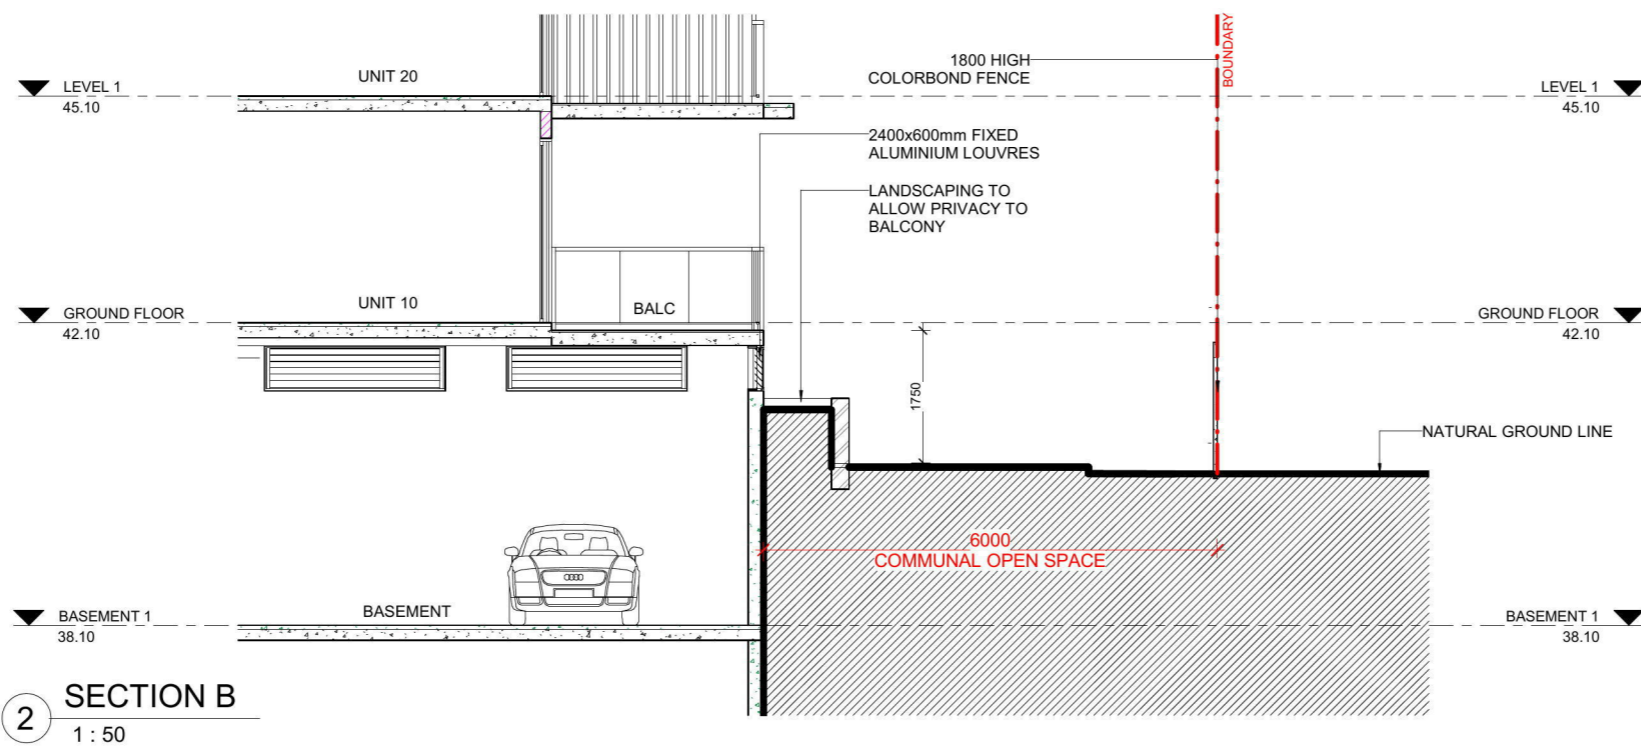 BOUNDARY
1800 HIGH
COLORBOND FENCE
UNIT 20
LEVEL 1
45.10
LEVEL 1
45.10
2400x600mm FIXED
ALUMINIUM LOUVRES
LANDSCAPING TO
ALLOW PRIVACY TO
BALCONY
UNIT 10
BALC
GROUND FLOOR
42.10
GROUND FLOOR
42.10
1750
NATURAL GROUND LINE
6000
COMMUNAL OPEN SPACE
BASEMENT
BASEMENT 1
38.10
BASEMENT 1
38.10
2
SECTION B
1 : 50